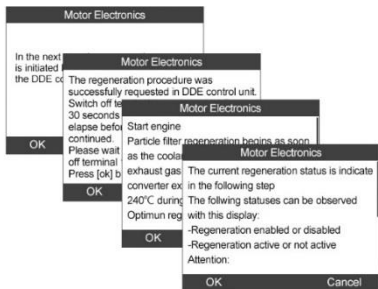 Motor Electronics
In the next
is initiated
the DDE co
OK
Motor Electronics
The regeneration procedure was
successfully requested in DDE control unit.
Switch off te
30 seconds
elapse befor
continued.
Please wait
off terminal
Press [ok] b
OK
Motor Electronics
Start engine
Particle filter regeneration begins as soon
as the coola
exhaust gas
converter ex
240°C during
Optimun reg
OK
Motor Electronics
The current regeneration status is indicate
in the following step
The follwing statuses can be observed
with this display:
-Regeneration enabled or disabled
-Regeneration active or not active
Attention:
OK Cancel